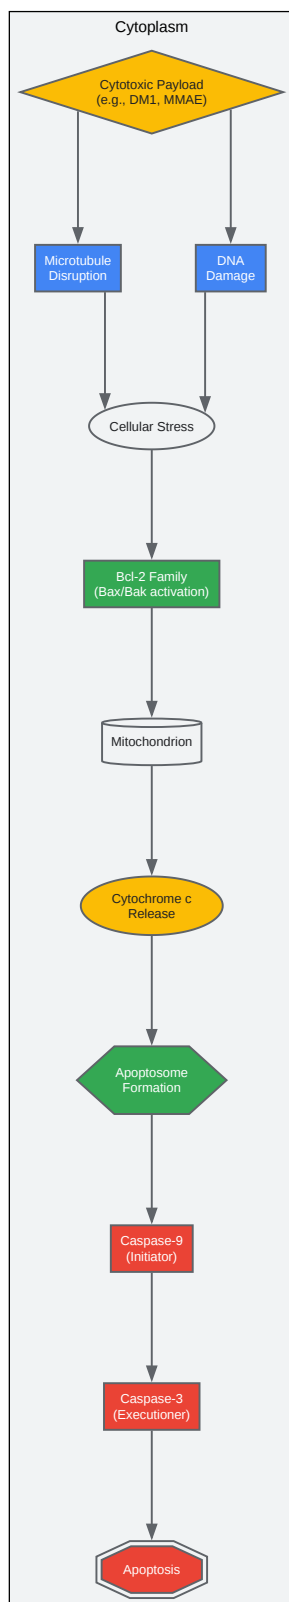 Cytoplasm
Cytotoxic Payload
(e.g., DM1, MMAE)
Microtubule
Disruption
DNA
Damage
Cellular Stress
Bcl-2 Family
(Bax/Bak activation)
Mitochondrion
Cytochrome c
Release
Apoptosome
Formation
Caspase-9
(Initiator)
Caspase-3
(Executioner)
Apoptosis